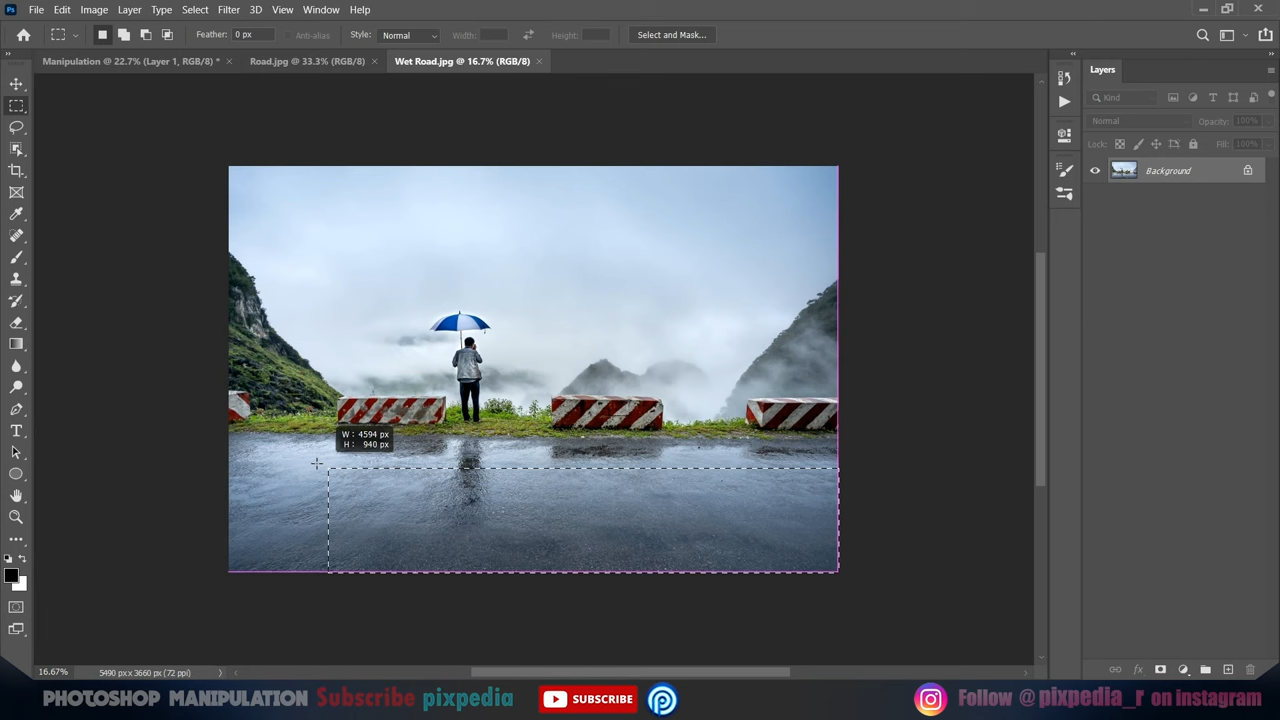 Ps File Edit Image Layer Type Select Filter 3D View Window Help
Feather: 0 px Anti-alias Style: Normal Width: Height: Select and Mask...
Manipulation @ 22.7% (Layer 1, RGB/8) * × Road.jpg @ 33.3% (RGB/8) × Wet Road.jpg @ 16.7% (RGB/8) ×
Layers
Kind
Normal Opacity: 100%
Lock: Fill: 100%
Background
W: 4594 px
H: 940 px
16.67% 5490 px x 3660 px (72 ppi)
PHOTOSHOP MANIPULATION Subscribe pixpedia SUBSCRIBE Follow @pixpedia_r on instagram